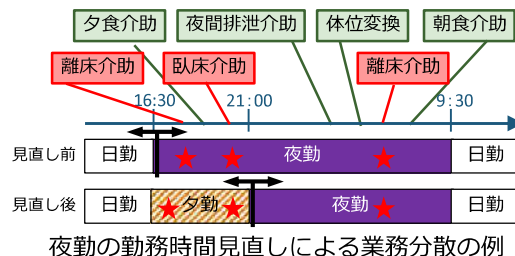 夕食介助 夜間排泄介助 体位変換 朝食介助
離床介助 臥床介助 離床介助
16:30 21:00 9:30
見直し前 日勤 夜勤 日勤
見直し後 日勤 夕勤 夜勤 日勤
夜勤の勤務時間見直しによる業務分散の例